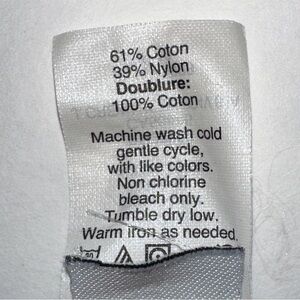 61% Coton
39% Nylon
Doublure:
100% Coton
Machine wash cold
gentle cycle,
with like colors.
Non chlorine
bleach only.
Tumble dry low.
Warm iron as needed.